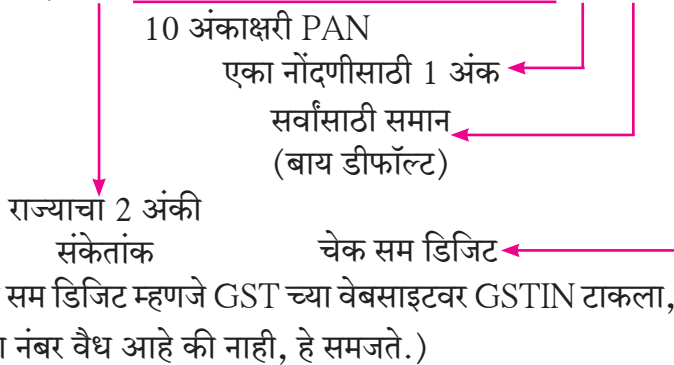 10 अंकाक्षरी PAN
एका नोंदणीसाठी 1 अंक
सर्वांसाठी समान
(बाय डीफॉल्ट)
राज्याचा 2 अंकी
संकेतांक
चेक सम डिजिट
सम डिजिट म्हणजे GST च्या वेबसाइटवर GSTIN टाकला,
नंबर वैध आहे की नाही, हे समजते.)